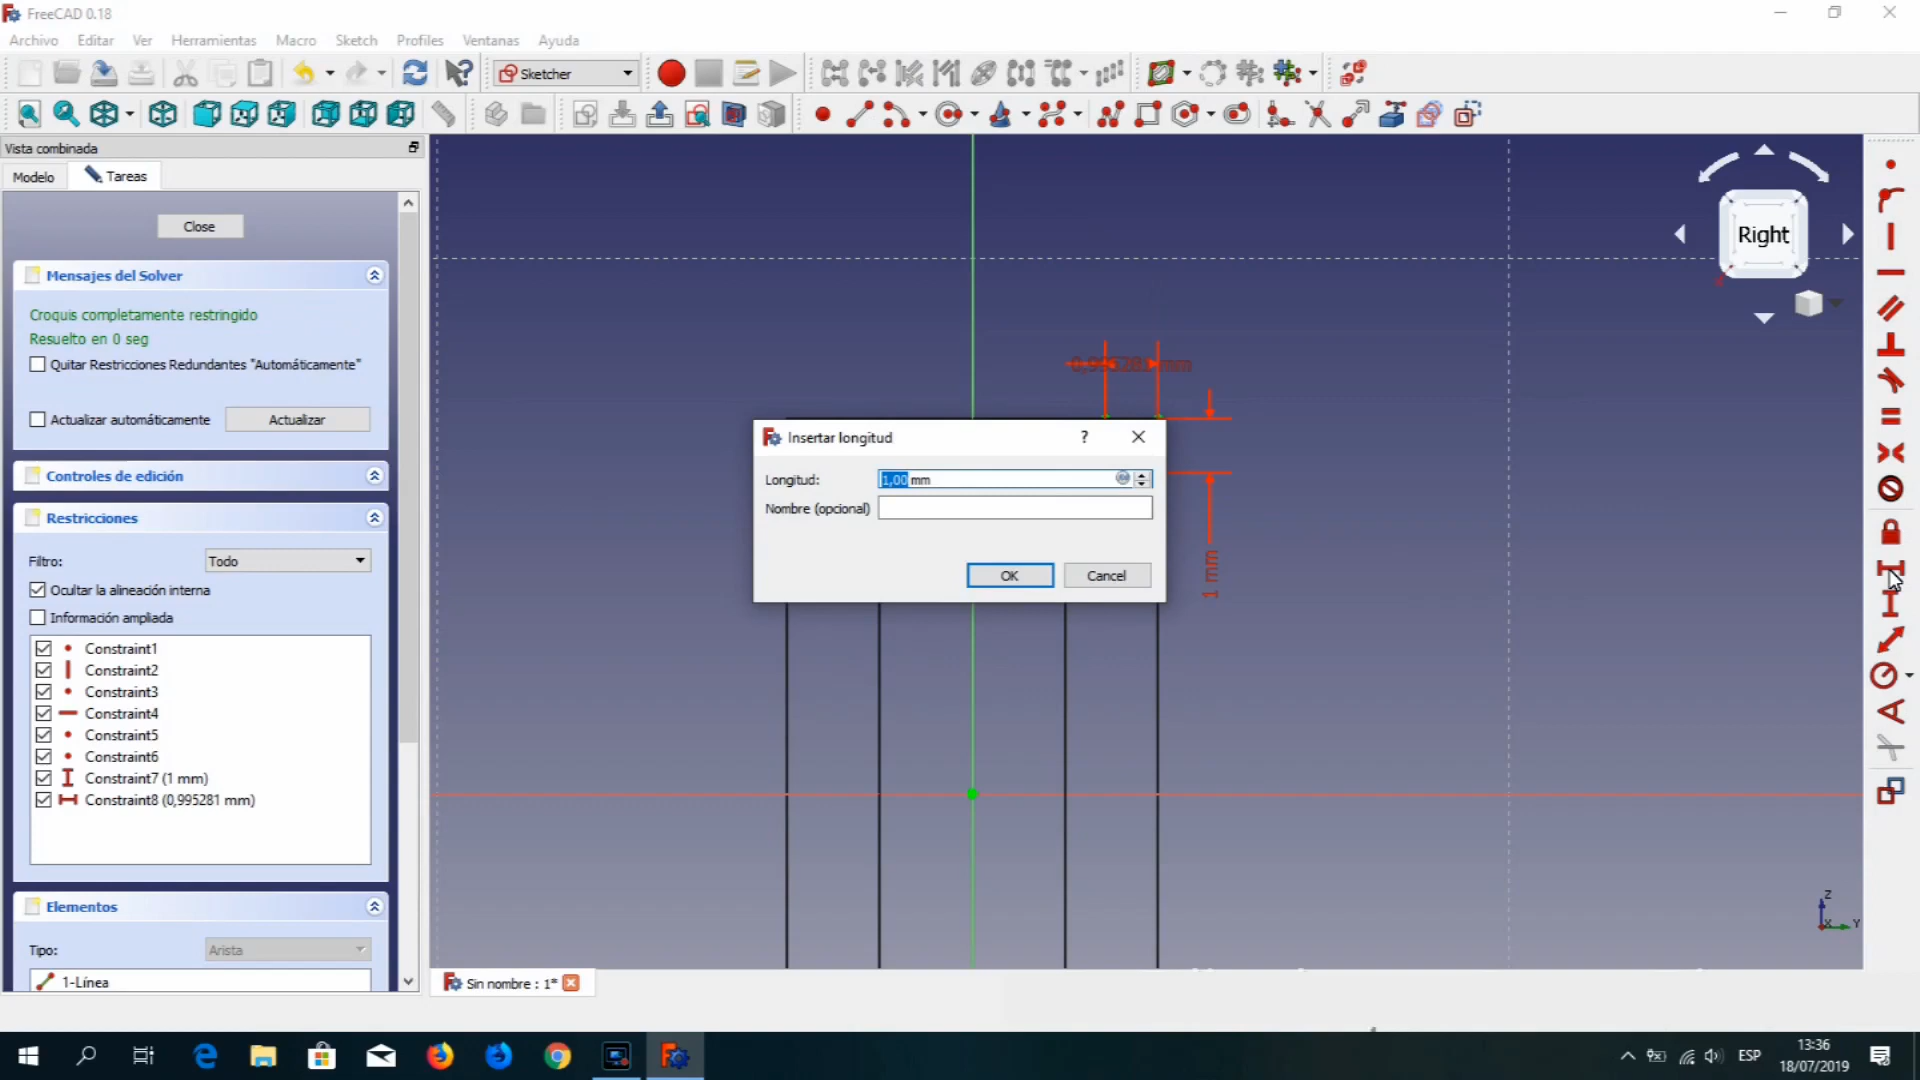 FreeCAD 0.18
Archivo Editar Ver Herramientas Macro Sketch Profiles Ventanas Ayuda
Sketcher
Vista combinada
Modelo Tareas
Close
Mensajes del Solver
Croquis completamente restringido
Resuelto en 0 seg
Quitar Restricciones Redundantes "Automáticamente"
Actualizar automáticamente Actualizar
Controles de edición
Restricciones
Filtro: Todo
Ocultar la alineación interna
Información ampliada
Constraint1
Constraint2
Constraint3
Constraint4
Constraint5
Constraint6
Constraint7 (1 mm)
Constraint8 (0,995281 mm)
Elementos
Tipo: Arista
1-Línea
0,995281 mm
1 mm
Insertar longitud
?
Longitud: 1,00 mm
Nombre (opcional)
OK Cancel
Right
Z
X Y
Sin nombre : 1*
ESP
13:36
18/07/2019